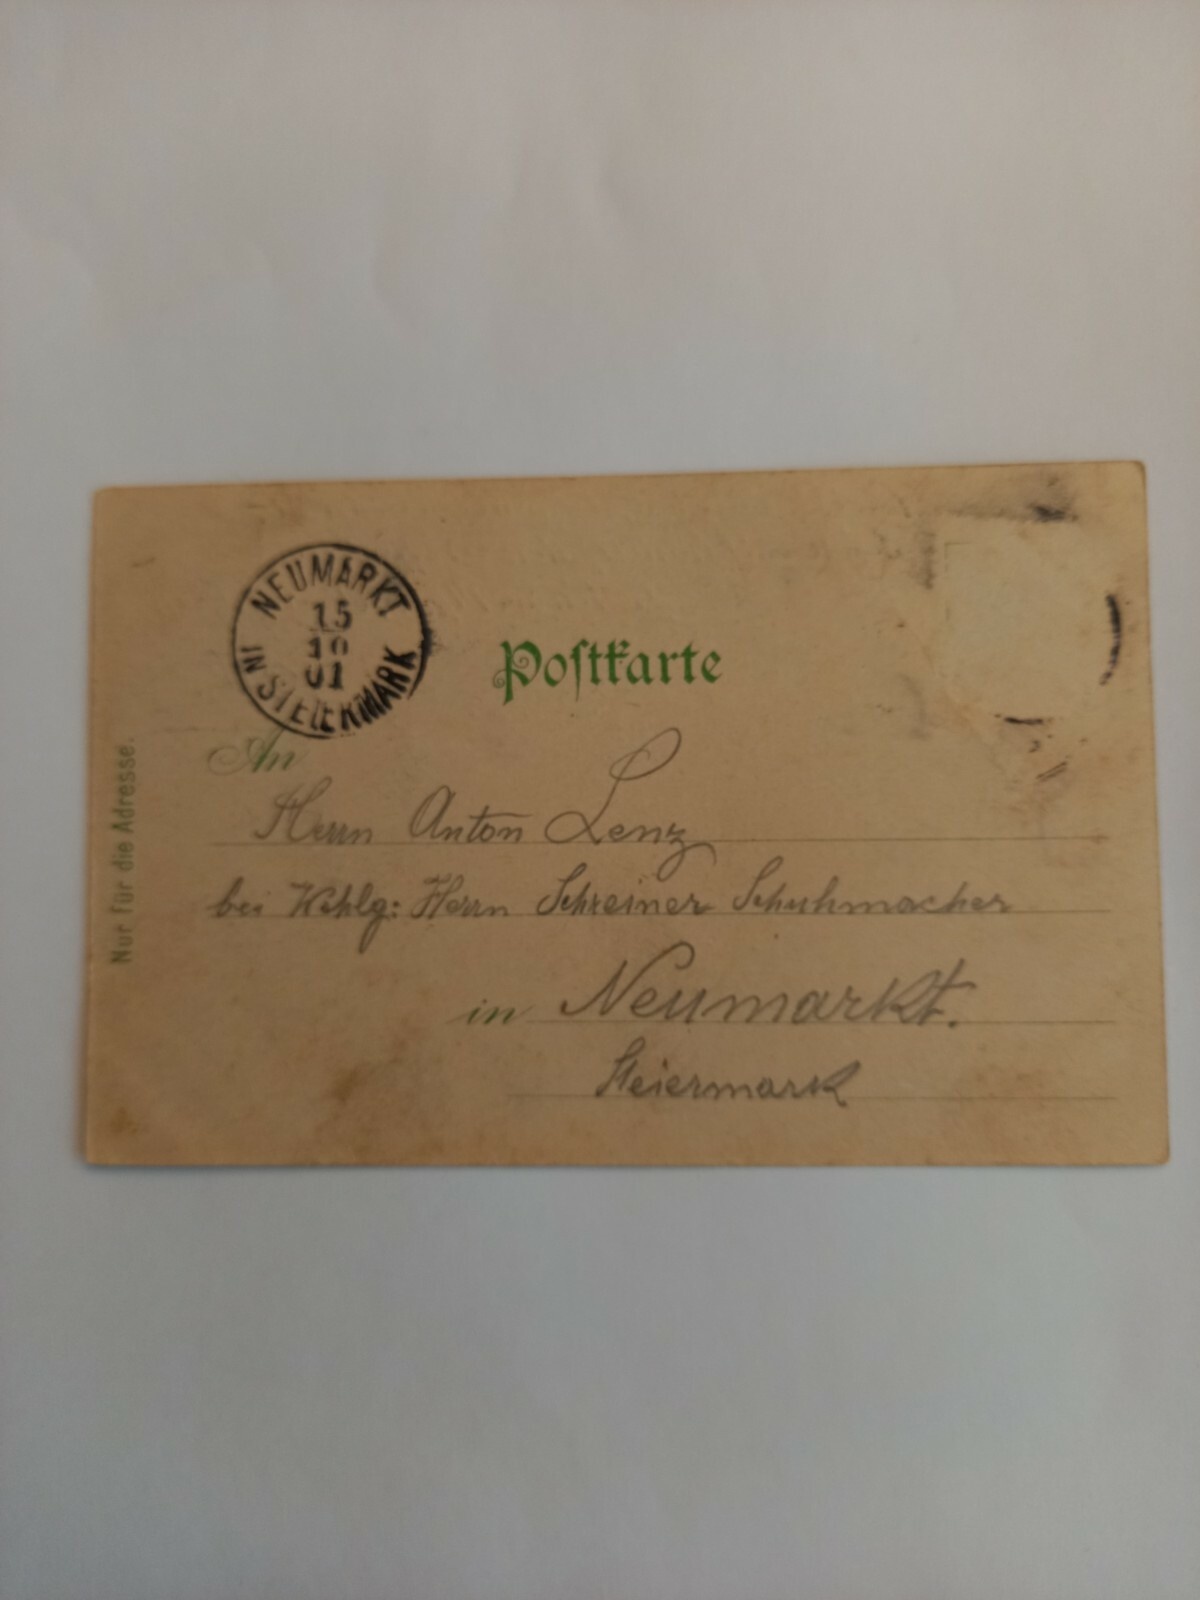 NEUMARKT
15
10
01
IN STEIERMARK
Postkarte
An
Herrn Anton Lenz
bei Wohlg: Herrn Schreiner Schuhmacher
in Neumarkt.
Steiermark
Nur für die Adresse.